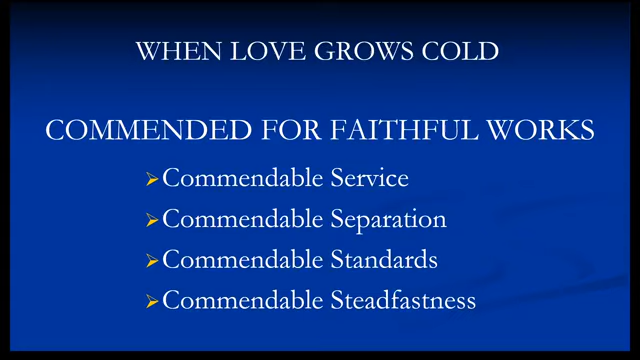 WHEN LOVE GROWS COLD
COMMENDED FOR FAITHFUL WORKS
Commendable Service
Commendable Separation
Commendable Standards
Commendable Steadfastness